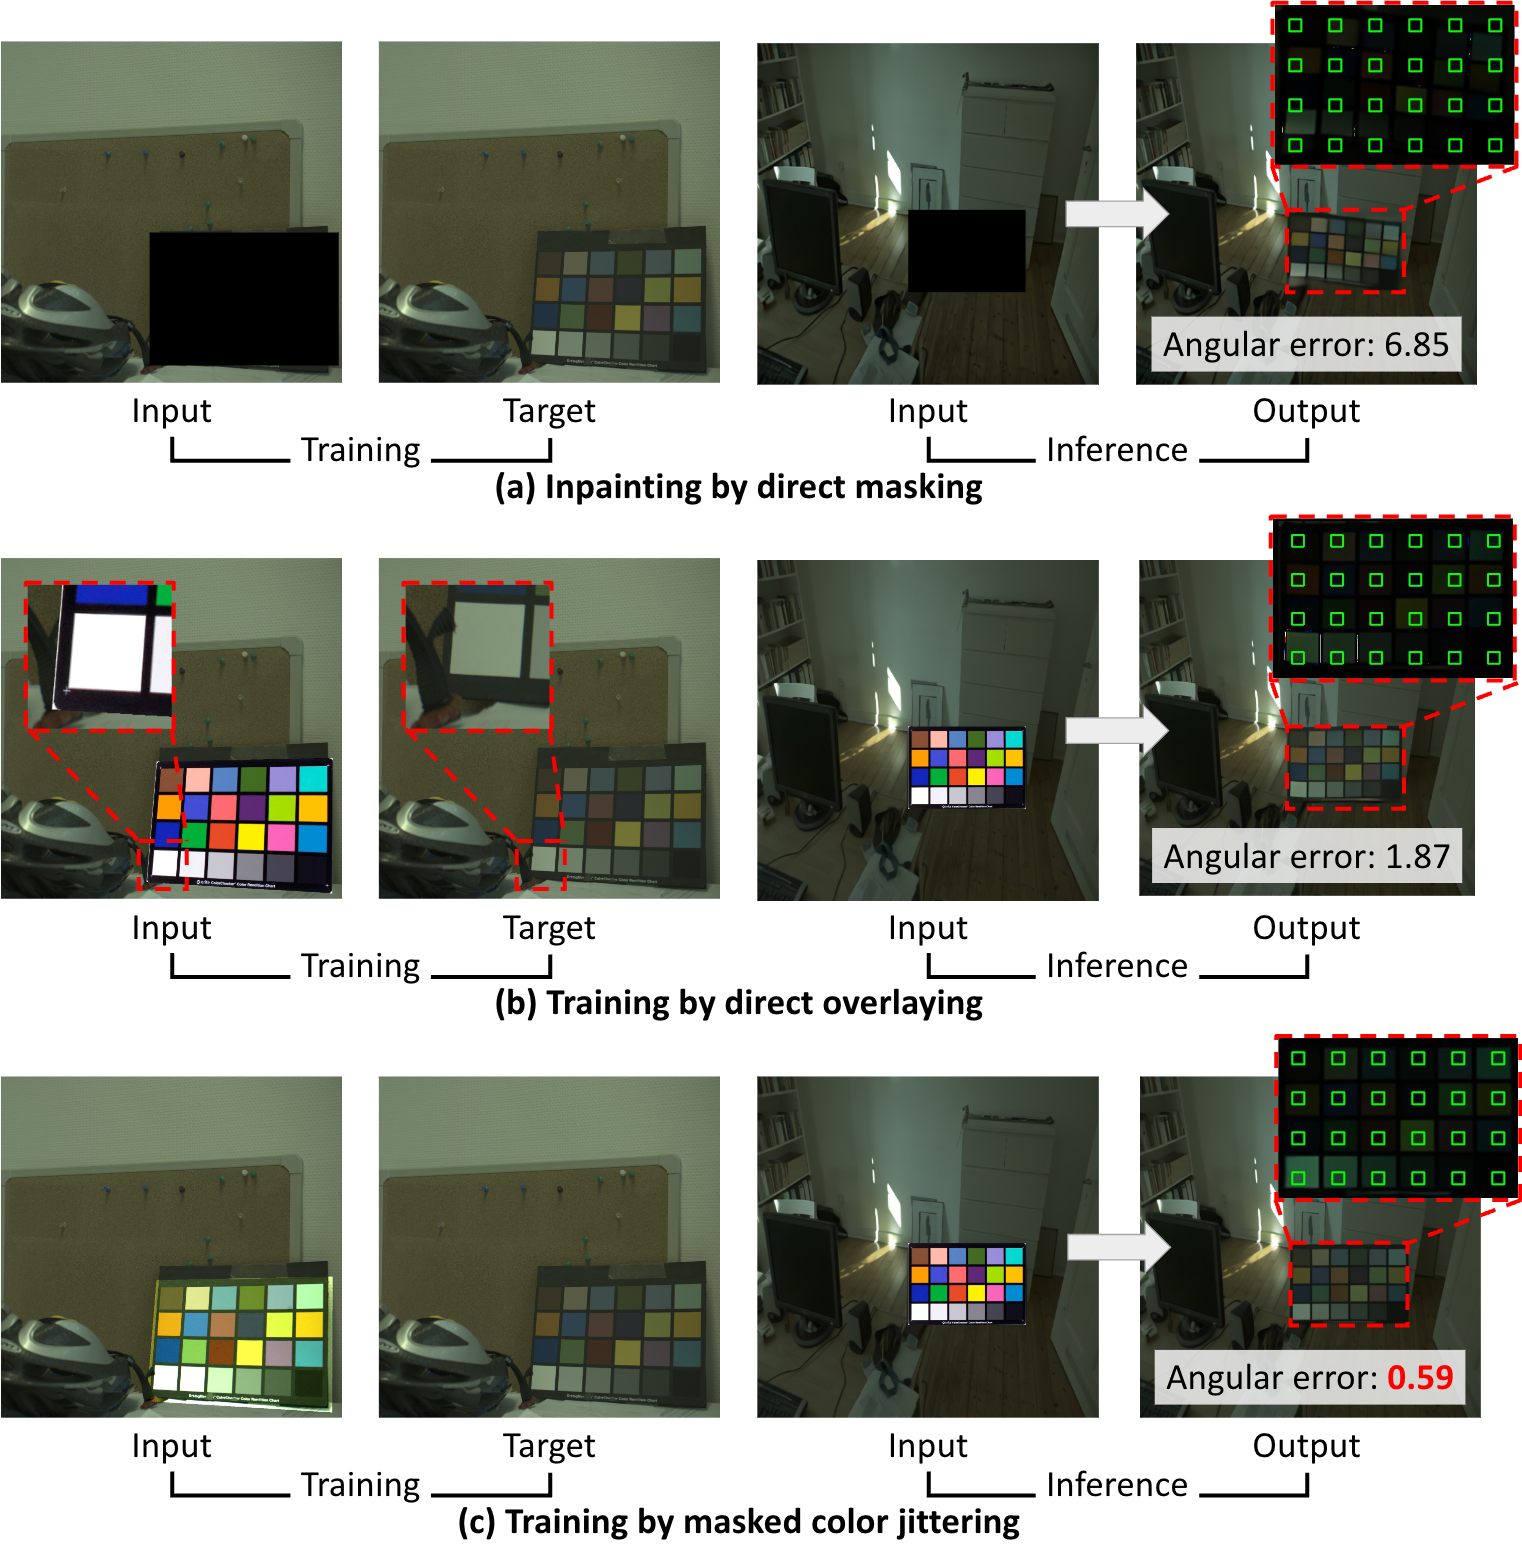 Angular error: 6.85
Input
Target
Input
Output
Training
Inference
(a) Inpainting by direct masking
Angular error: 1.87
Input
Target
Input
Output
Training
Inference
(b) Training by direct overlaying
Angular error: 0.59
Input
Target
Input
Output
Training
Inference
(c) Training by masked color jittering